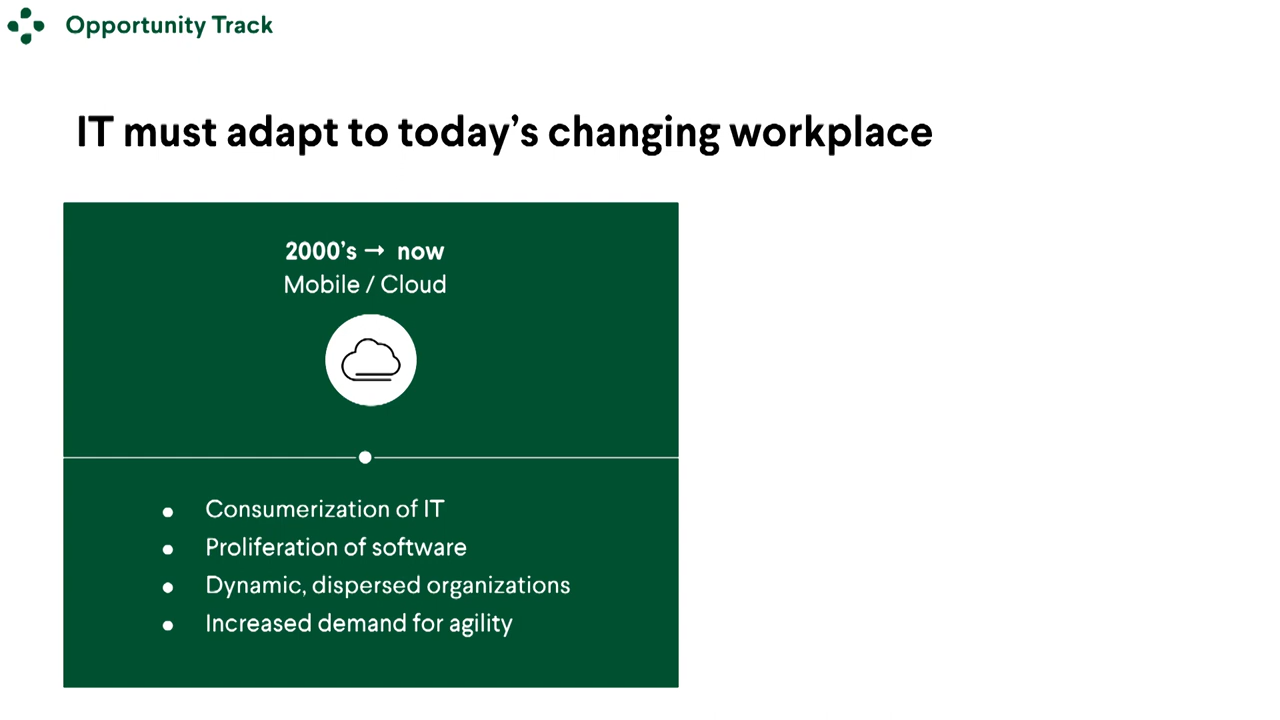 Opportunity Track
IT must adapt to today’s changing workplace
2000’s → now
Mobile / Cloud
● Consumerization of IT
● Proliferation of software
● Dynamic, dispersed organizations
● Increased demand for agility